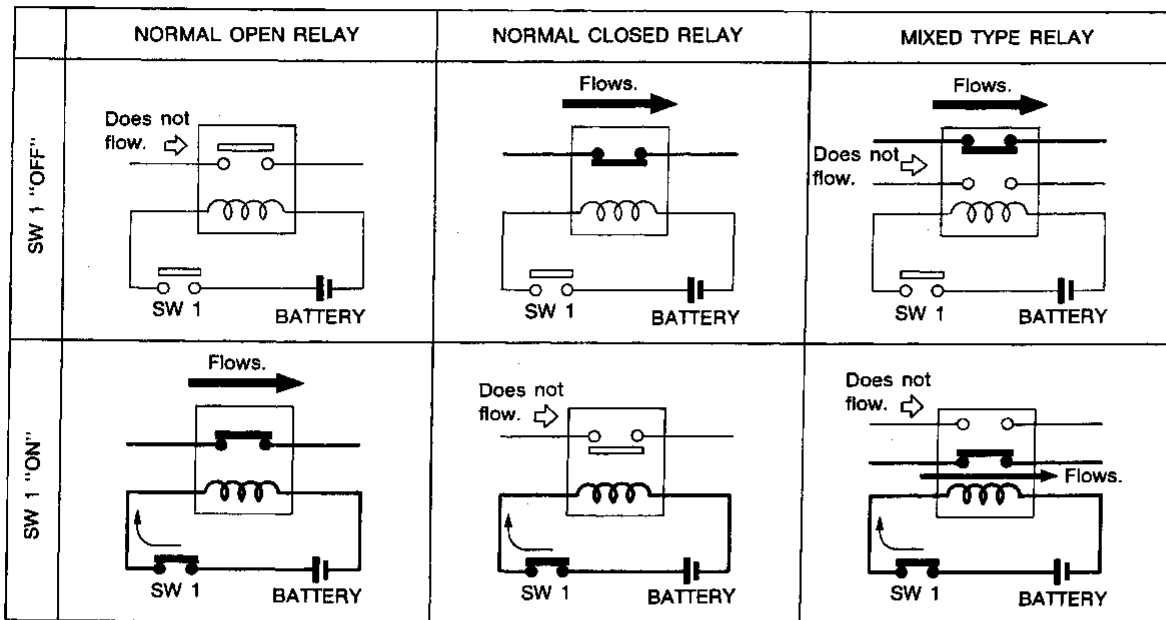 NORMAL OPEN RELAY
NORMAL CLOSED RELAY
MIXED TYPE RELAY
SW 1 "OFF"
Does not
flow.
SW 1
BATTERY
Flows.
SW 1
BATTERY
Flows.
Does not
flow.
SW 1
BATTERY
SW 1 "ON"
Flows.
SW 1
BATTERY
Does not
flow.
SW 1
BATTERY
Does not
flow.
Flows.
SW 1
BATTERY